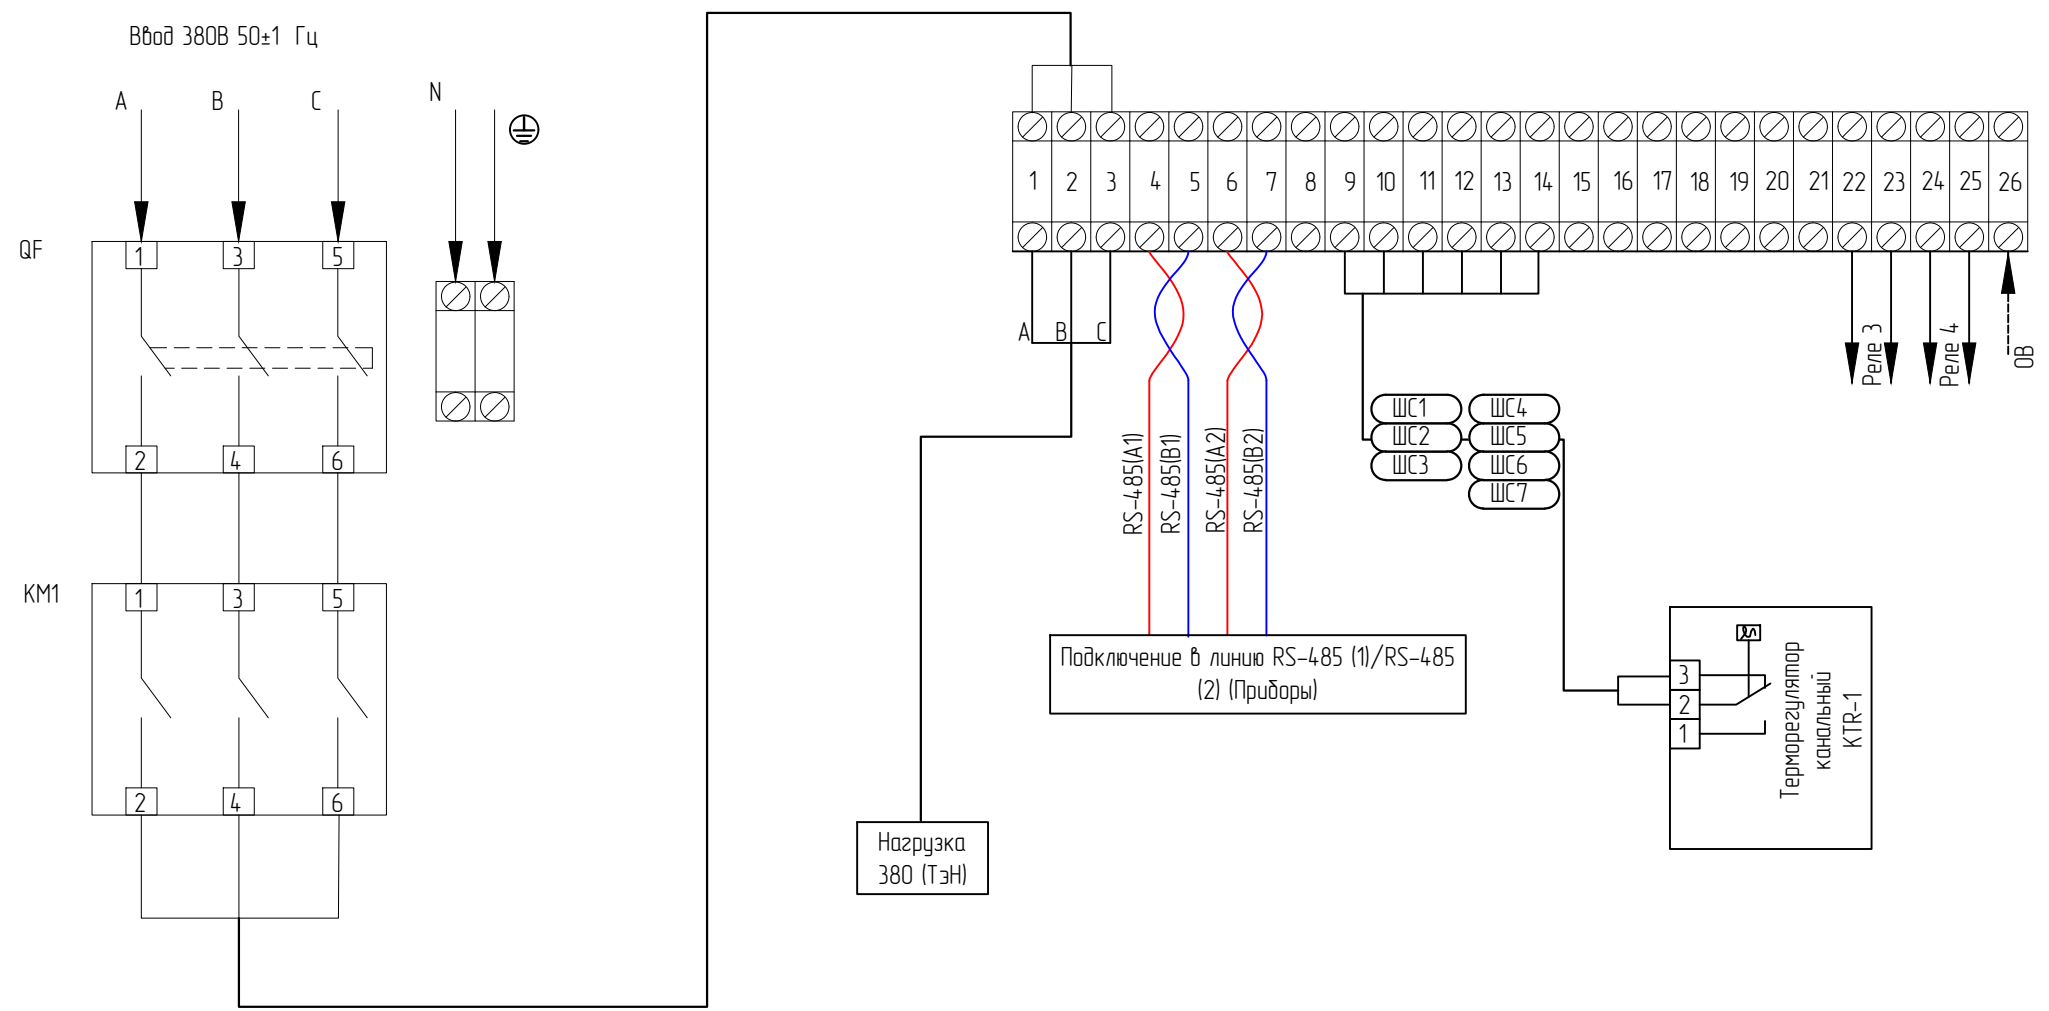 Ввод 380В 50±1 Гц
A
B
C
N
QF
1
3
5
2
4
6
KM1
1
3
5
2
4
6
1
2
3
4
5
6
7
8
9
10
11
12
13
14
15
16
17
18
19
20
21
22
23
24
25
26
A
B
C
RS-485(A1)
RS-485(B1)
RS-485(A2)
RS-485(B2)
Реле 3
Реле 4
ОВ
ШС1
ШС2
ШС3
ШС4
ШС5
ШС6
ШС7
Подключение в линию RS-485 (1)/RS-485
(2) (Приборы)
Нагрузка
380 (ТэН)
3
2
1
Терморегулятор
канальный
KTR-1